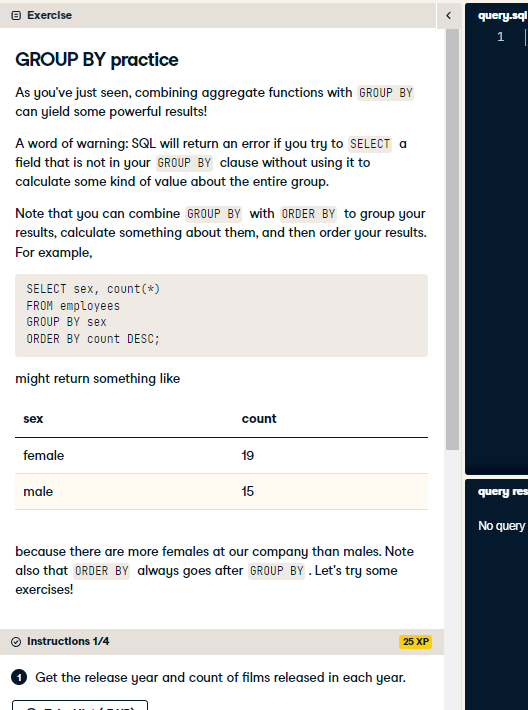 Exercise
query.sql
1
GROUP BY practice
As you've just seen, combining aggregate functions with GROUP BY
can yield some powerful results!
A word of warning: SQL will return an error if you try to SELECT a
field that is not in your GROUP BY clause without using it to
calculate some kind of value about the entire group.
Note that you can combine GROUP BY with ORDER BY to group your
results, calculate something about them, and then order your results.
For example,
SELECT sex, count(*)
FROM employees
GROUP BY sex
ORDER BY count DESC;
might return something like
sex count
female 19
male 15
because there are more females at our company than males. Note
also that ORDER BY always goes after GROUP BY . Let's try some
exercises!
query res
No query
Instructions 1/4 25 XP
1 Get the release year and count of films released in each year.